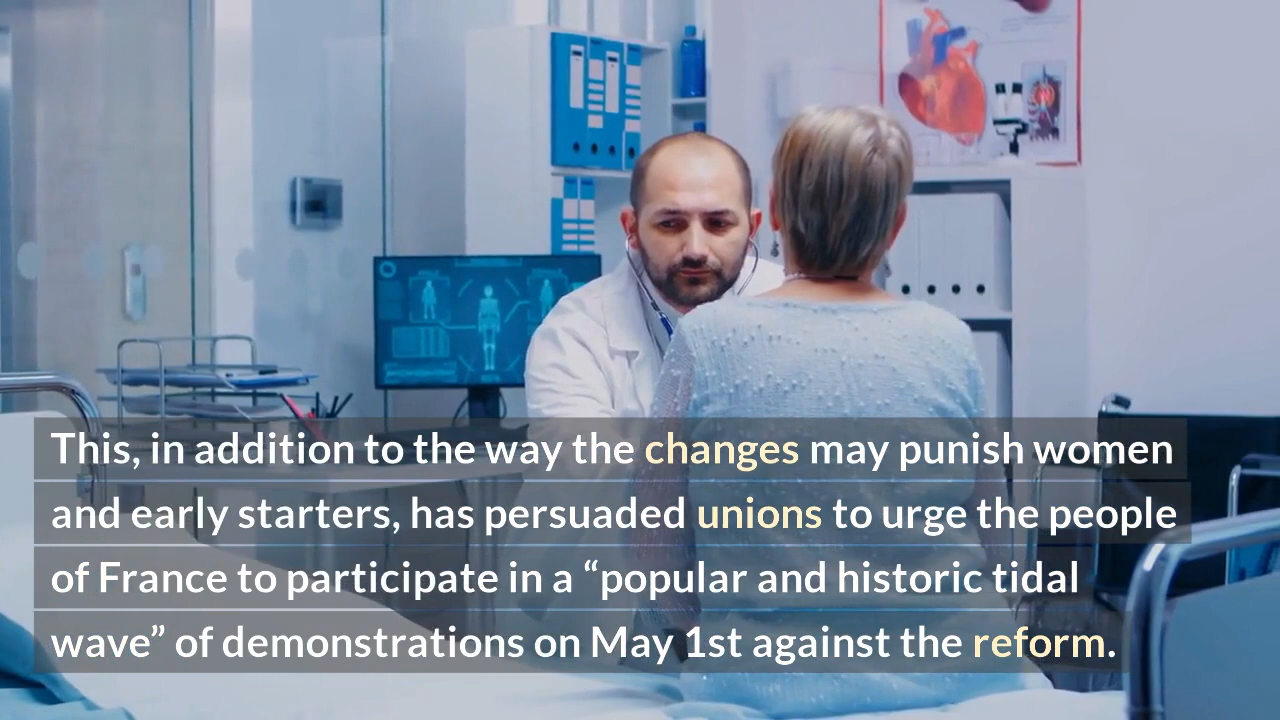 This, in addition to the way the changes may punish women
and early starters, has persuaded unions to urge the people
of France to participate in a “popular and historic tidal
wave” of demonstrations on May 1st against the reform.